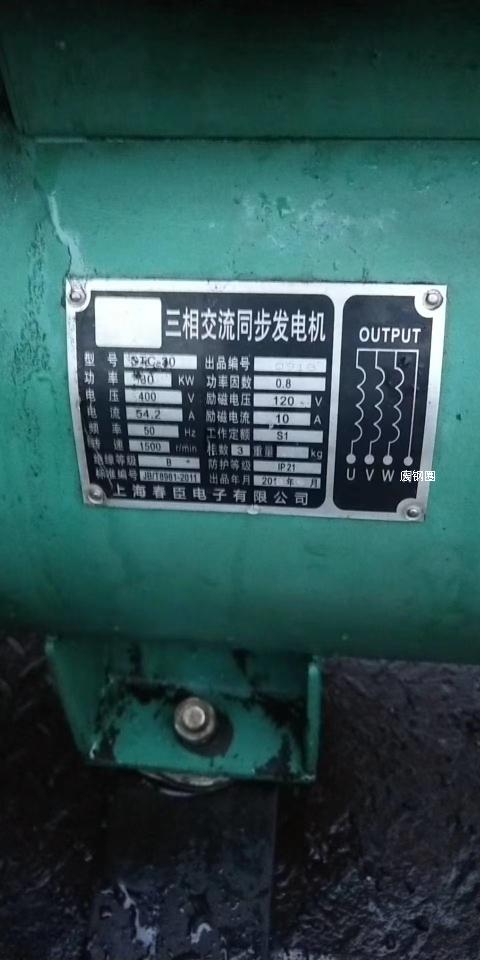 三相交流同步发电机
型号 STC-30 出品编号
功率 30 KW 功率因数 0.8
电压 400 V 励磁电压 120 V
电流 54.2 A 励磁电流 10 A
频率 50 Hz 工作定额 S1
转速 1500 r/min 相数 3 重量 kg
绝缘等级 B 防护等级 IP21
标准编号 JB/T8981-2011 出品年月 201 年 月
上海春臣电子有限公司
OUTPUT
U V W
废钢圈